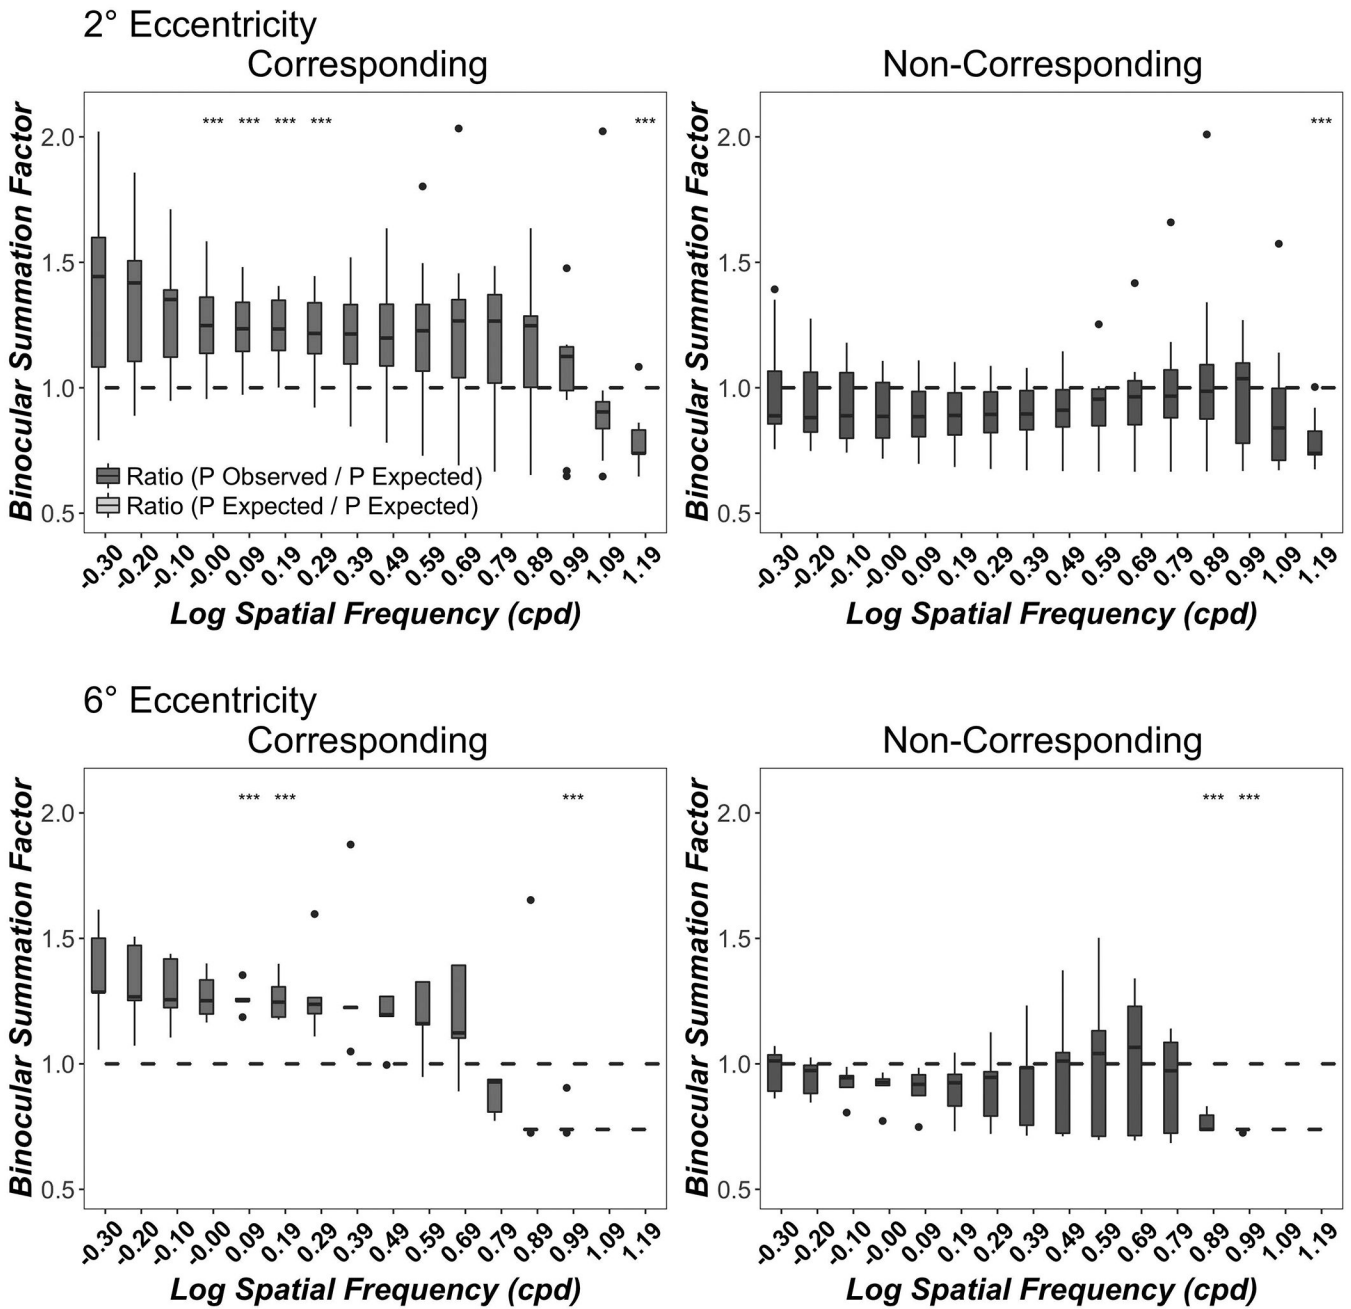 2° Eccentricity
Corresponding
Non-Corresponding
Binocular Summation Factor
2.0
1.5
1.0
0.5
*** *** *** *** ***
Ratio (P Observed / P Expected)
Ratio (P Expected / P Expected)
-0.30 -0.20 -0.10 -0.00 0.09 0.19 0.29 0.39 0.49 0.59 0.69 0.79 0.89 0.99 1.09 1.19
Log Spatial Frequency (cpd)
Binocular Summation Factor
2.0
1.5
1.0
0.5
***
-0.30 -0.20 -0.10 -0.00 0.09 0.19 0.29 0.39 0.49 0.59 0.69 0.79 0.89 0.99 1.09 1.19
Log Spatial Frequency (cpd)
6° Eccentricity
Corresponding
Non-Corresponding
Binocular Summation Factor
2.0
1.5
1.0
0.5
*** *** ***
-0.30 -0.20 -0.10 -0.00 0.09 0.19 0.29 0.39 0.49 0.59 0.69 0.79 0.89 0.99 1.09 1.19
Log Spatial Frequency (cpd)
Binocular Summation Factor
2.0
1.5
1.0
0.5
*** ***
-0.30 -0.20 -0.10 -0.00 0.09 0.19 0.29 0.39 0.49 0.59 0.69 0.79 0.89 0.99 1.09 1.19
Log Spatial Frequency (cpd)